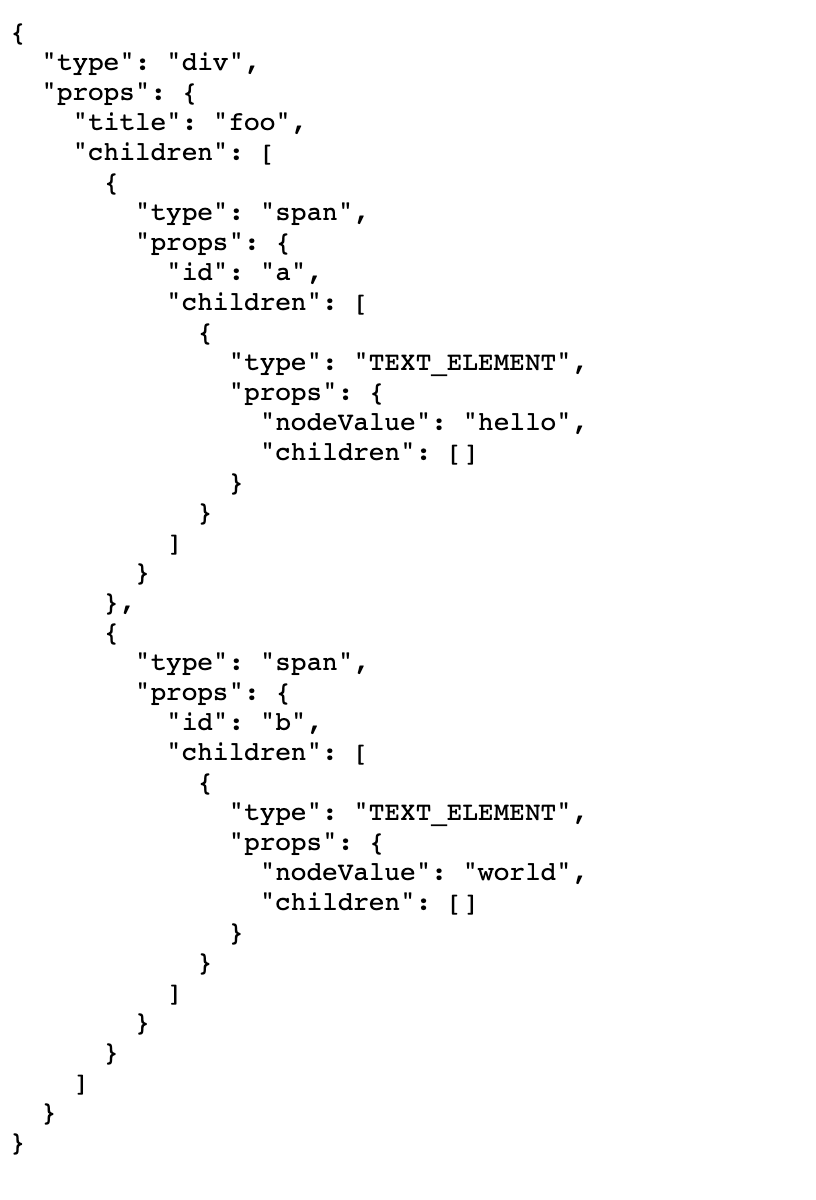 {
  "type": "div",
  "props": {
    "title": "foo",
    "children": [
      {
        "type": "span",
        "props": {
          "id": "a",
          "children": [
            {
              "type": "TEXT_ELEMENT",
              "props": {
                "nodeValue": "hello",
                "children": []
              }
            }
          ]
        }
      },
      {
        "type": "span",
        "props": {
          "id": "b",
          "children": [
            {
              "type": "TEXT_ELEMENT",
              "props": {
                "nodeValue": "world",
                "children": []
              }
            }
          ]
        }
      }
    ]
  }
}